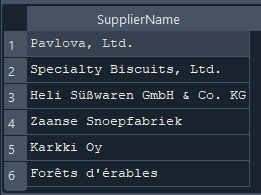 SupplierName
1 Pavlova, Ltd.
2 Specialty Biscuits, Ltd.
3 Heli Süßwaren GmbH & Co. KG
4 Zaanse Snoepfabriek
5 Karkki Oy
6 Forêts d'érables